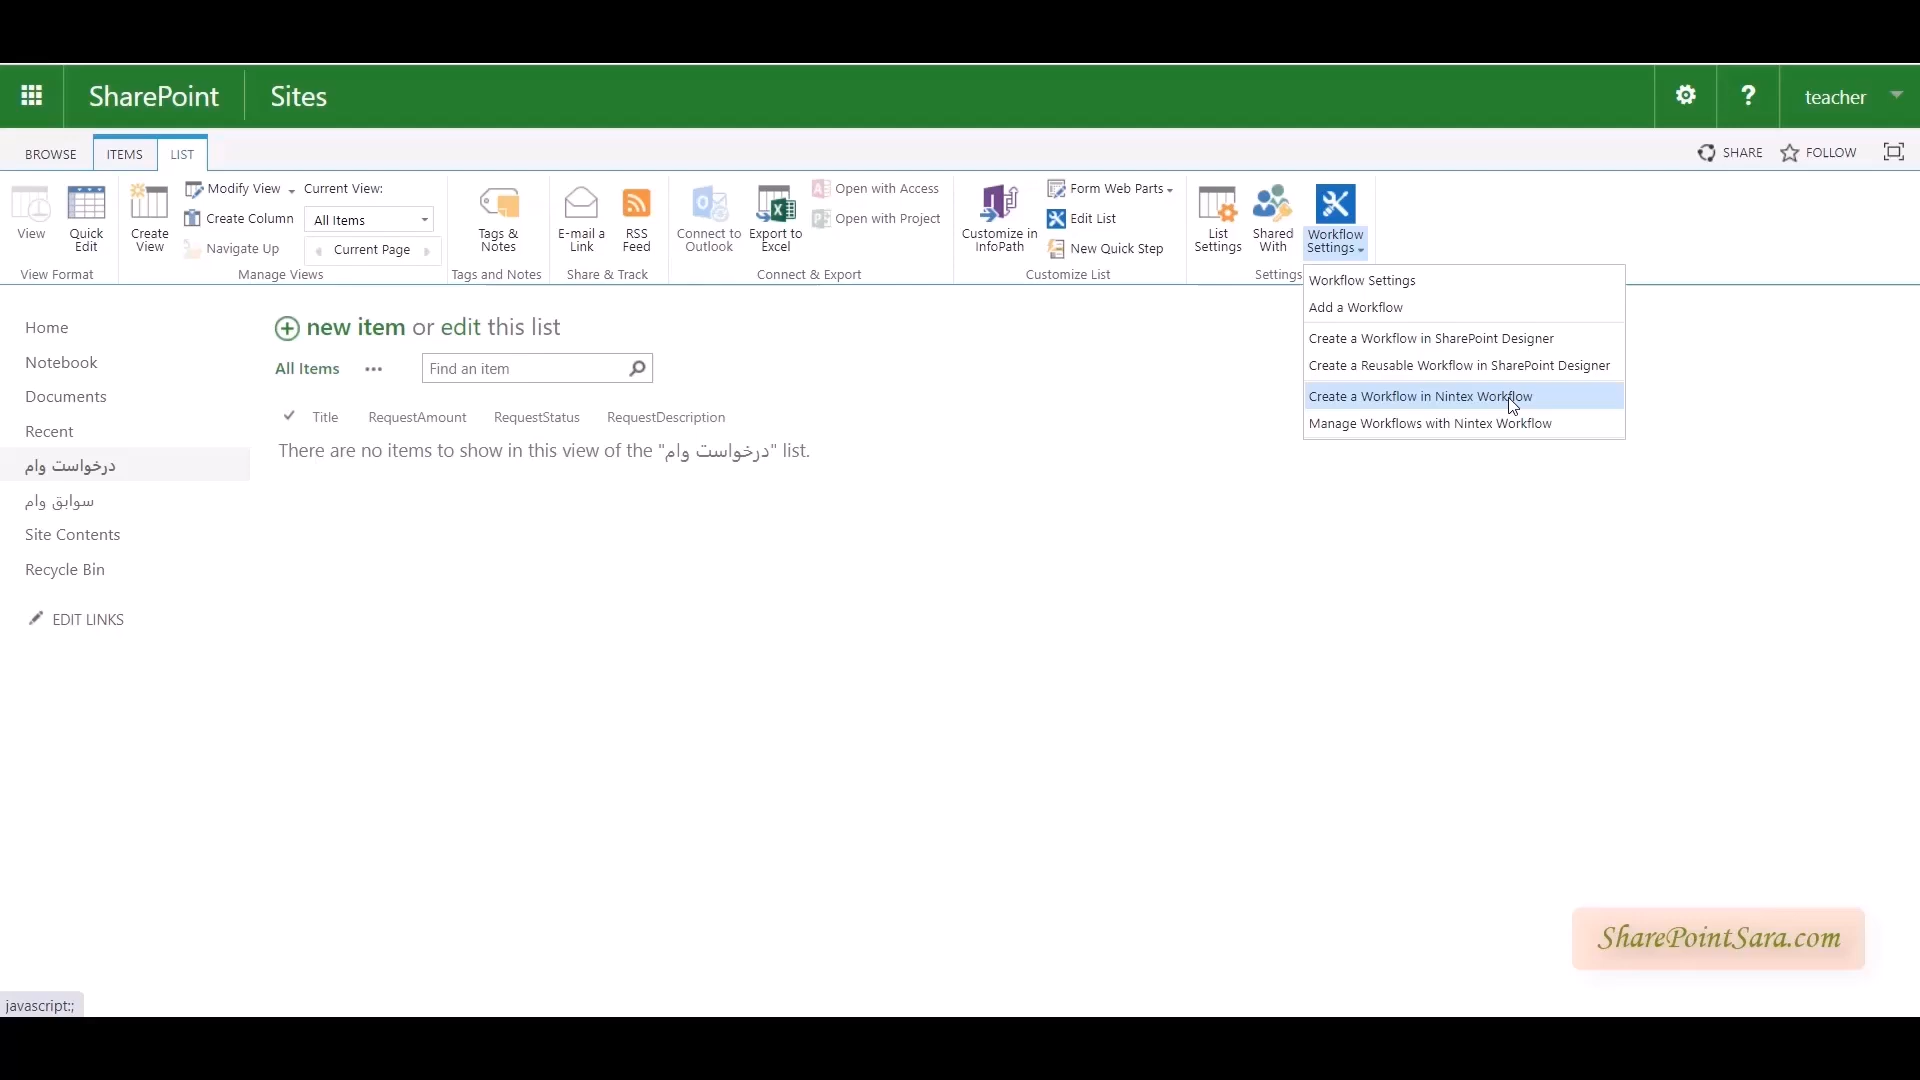 SharePoint Sites ? teacher
BROWSE ITEMS LIST SHARE FOLLOW
View
Quick Edit
View Format
Create View
Modify View
Create Column
Navigate Up
Current View:
All Items
Current Page
Manage Views
Tags & Notes
Tags and Notes
E-mail a Link
RSS Feed
Share & Track
Connect to Outlook
Export to Excel
Open with Access
Open with Project
Connect & Export
Customize in InfoPath
Form Web Parts
Edit List
New Quick Step
Customize List
List Settings
Shared With
Workflow Settings
Settings
Workflow Settings
Add a Workflow
Create a Workflow in SharePoint Designer
Create a Reusable Workflow in SharePoint Designer
Create a Workflow in Nintex Workflow
Manage Workflows with Nintex Workflow
Home
Notebook
Documents
Recent
درخواست وام
سوابق وام
Site Contents
Recycle Bin
EDIT LINKS
new item or edit this list
All Items ... Find an item
Title RequestAmount RequestStatus RequestDescription
There are no items to show in this view of the "درخواست وام" list.
SharePointSara.com
javascript:;